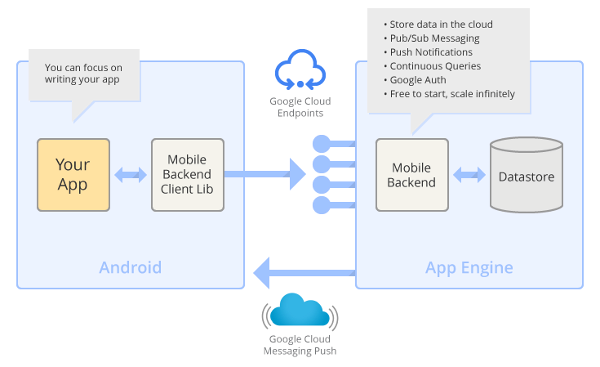 You can focus on
writing your app
Your
App
Mobile
Backend
Client Lib
Android
Google Cloud
Endpoints
• Store data in the cloud
• Pub/Sub Messaging
• Push Notifications
• Continuous Queries
• Google Auth
• Free to start, scale infinitely
Mobile
Backend
Datastore
App Engine
Google Cloud
Messaging Push